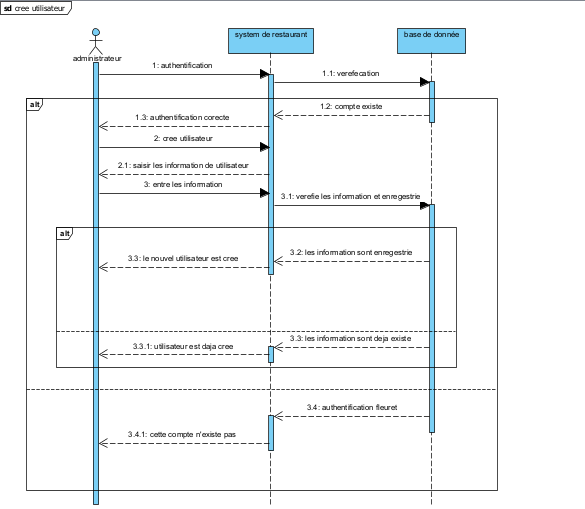 sd cree utilisateur
system de restaurant
base de donnée
administrateur
1: authentification
1.1: verefecation
alt
1.2: compte existe
1.3: authentification corecte
2: cree utilisateur
2.1: saisir les information de utilisateur
3: entre les information
3.1: verefie les information et enregestrie
alt
3.2: les information sont enregestrie
3.3: le nouvel utilisateur est cree
3.3: les information sont deja existe
3.3.1: utilisateur est daja cree
3.4: authentification fleuret
3.4.1: cette compte n'existe pas